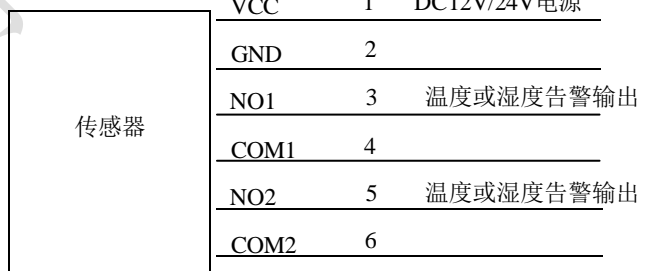 VCC 1 DC12V/24V电源
GND 2
NO1 3 温度或湿度告警输出
传感器
COM1 4
NO2 5 温度或湿度告警输出
COM2 6